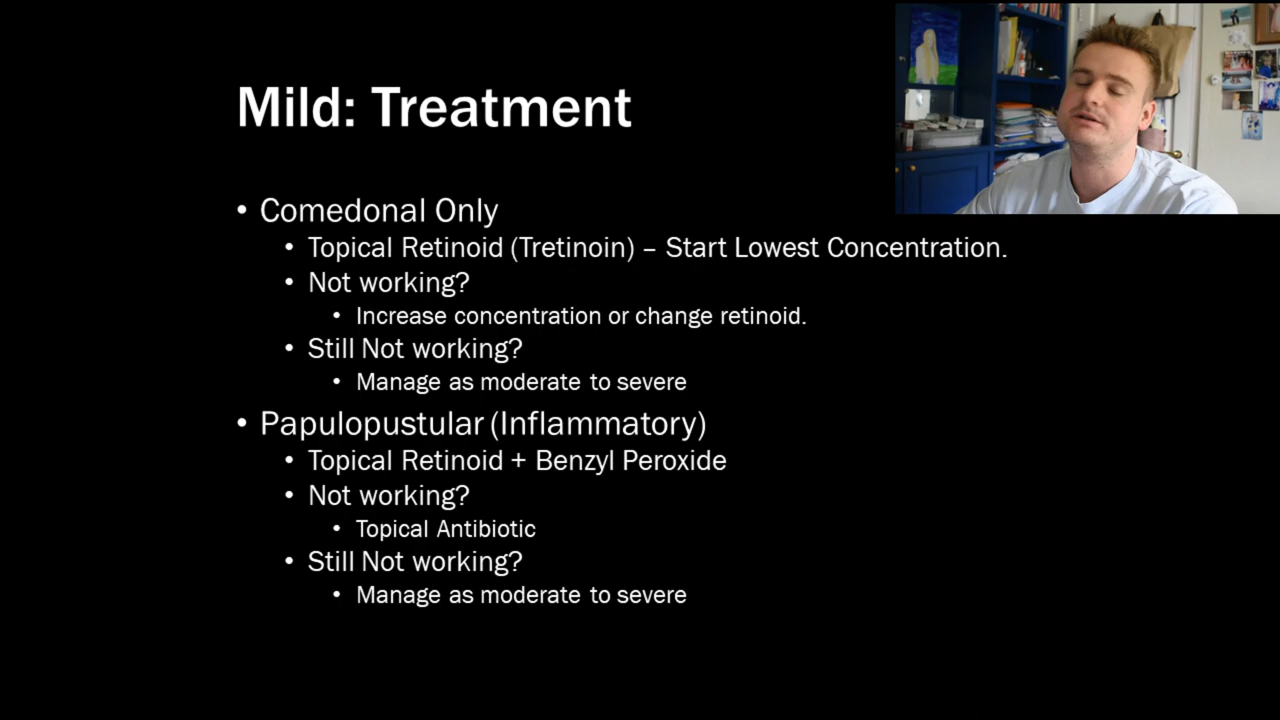 Mild: Treatment
• Comedonal Only
• Topical Retinoid (Tretinoin) – Start Lowest Concentration.
• Not working?
• Increase concentration or change retinoid.
• Still Not working?
• Manage as moderate to severe
• Papulopustular (Inflammatory)
• Topical Retinoid + Benzyl Peroxide
• Not working?
• Topical Antibiotic
• Still Not working?
• Manage as moderate to severe